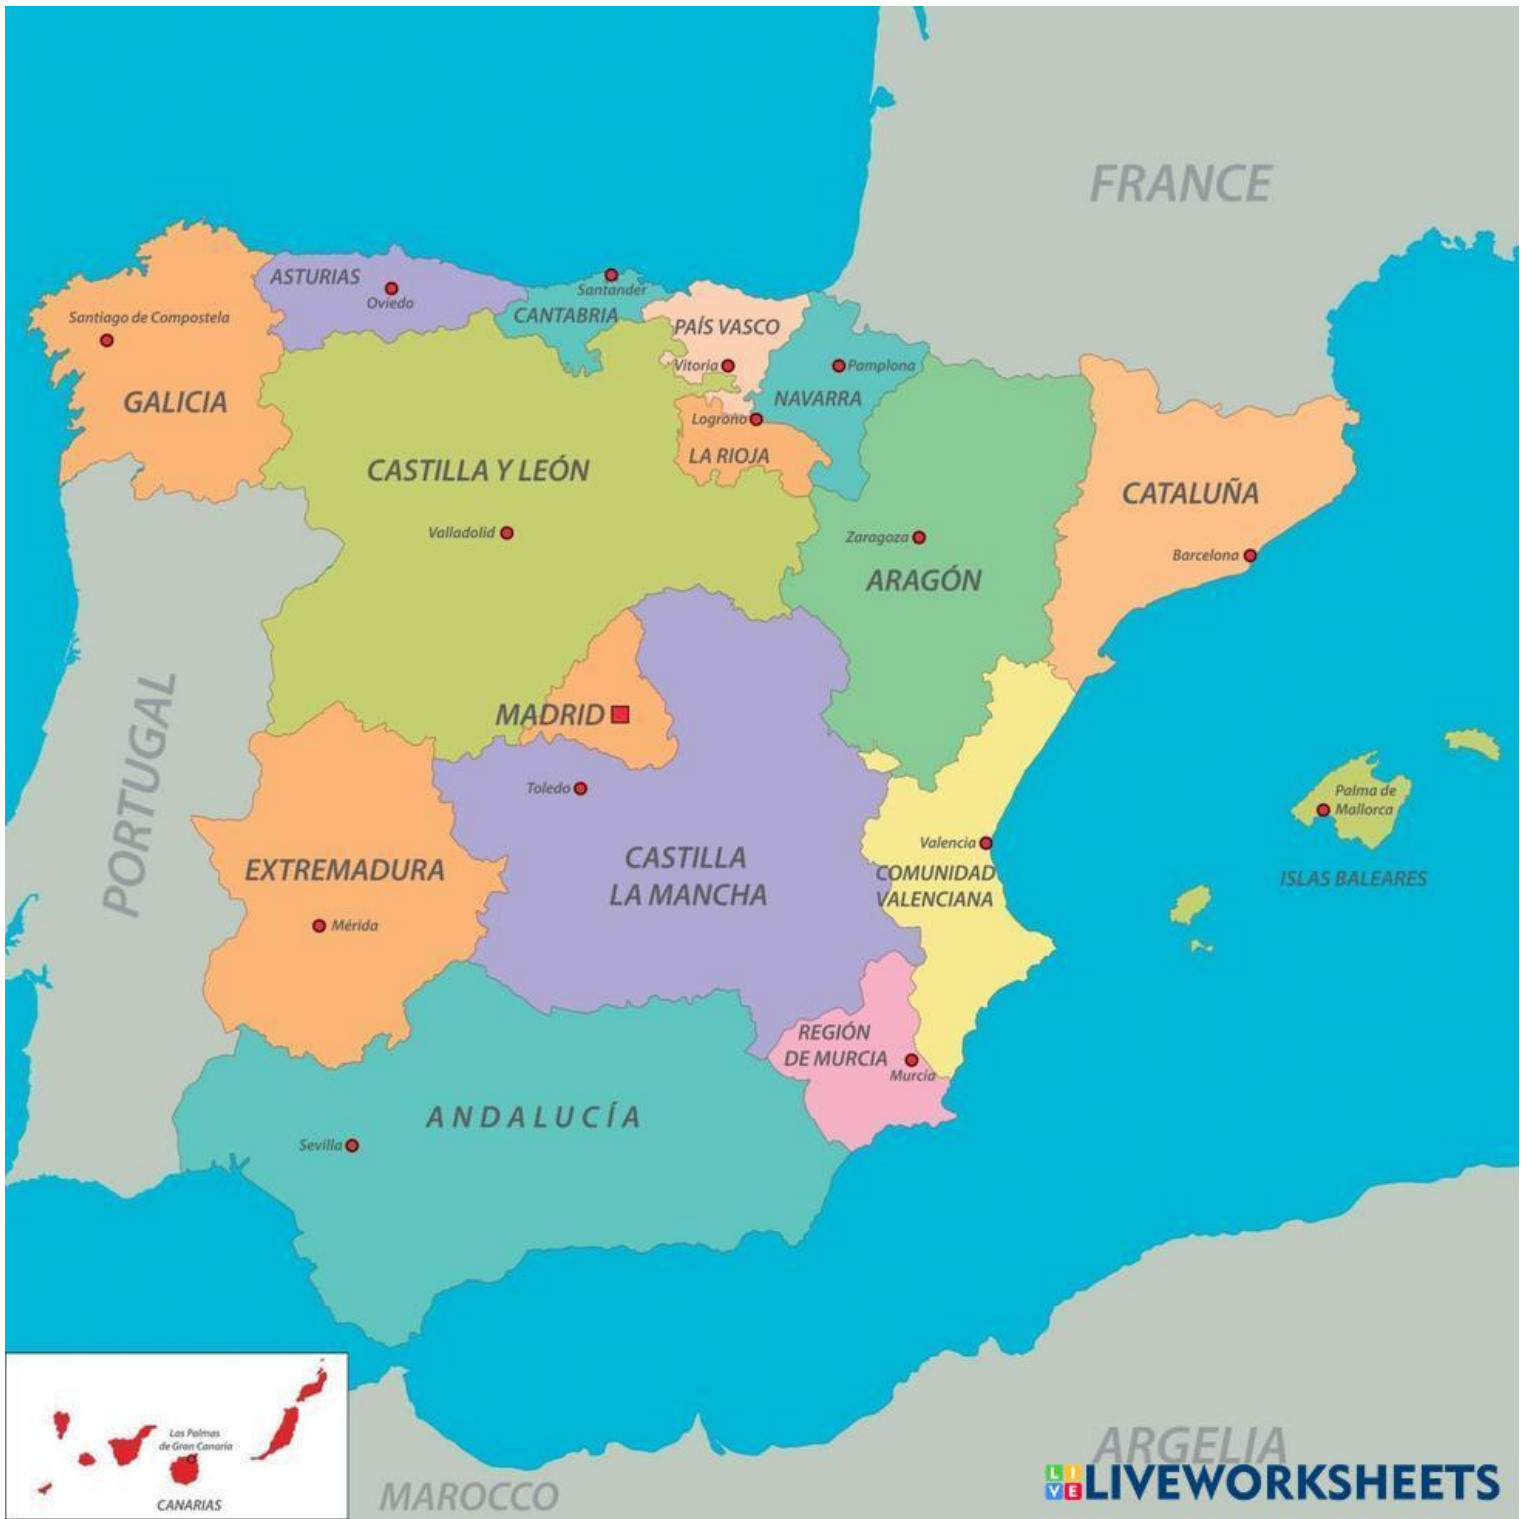 FRANCE
ASTURIAS
Oviedo
Santander
CANTABRIA
PAÍS VASCO
Vitoria
Santiago de Compostela
GALICIA
Pamplona
NAVARRA
Logroño
LA RIOJA
CASTILLA Y LEÓN
Valladolid
Zaragoza
ARAGÓN
CATALUÑA
Barcelona
PORTUGAL
MADRID
Toledo
CASTILLA
LA MANCHA
EXTREMADURA
Mérida
Valencia
COMUNIDAD
VALENCIANA
Palma de
Mallorca
ISLAS BALEARES
REGIÓN
DE MURCIA
Murcia
ANDALUCÍA
Sevilla
Las Palmas
de Gran Canaria
CANARIAS
MAROCCO
ARGELIA
LIVE LIVEWORKSHEETS